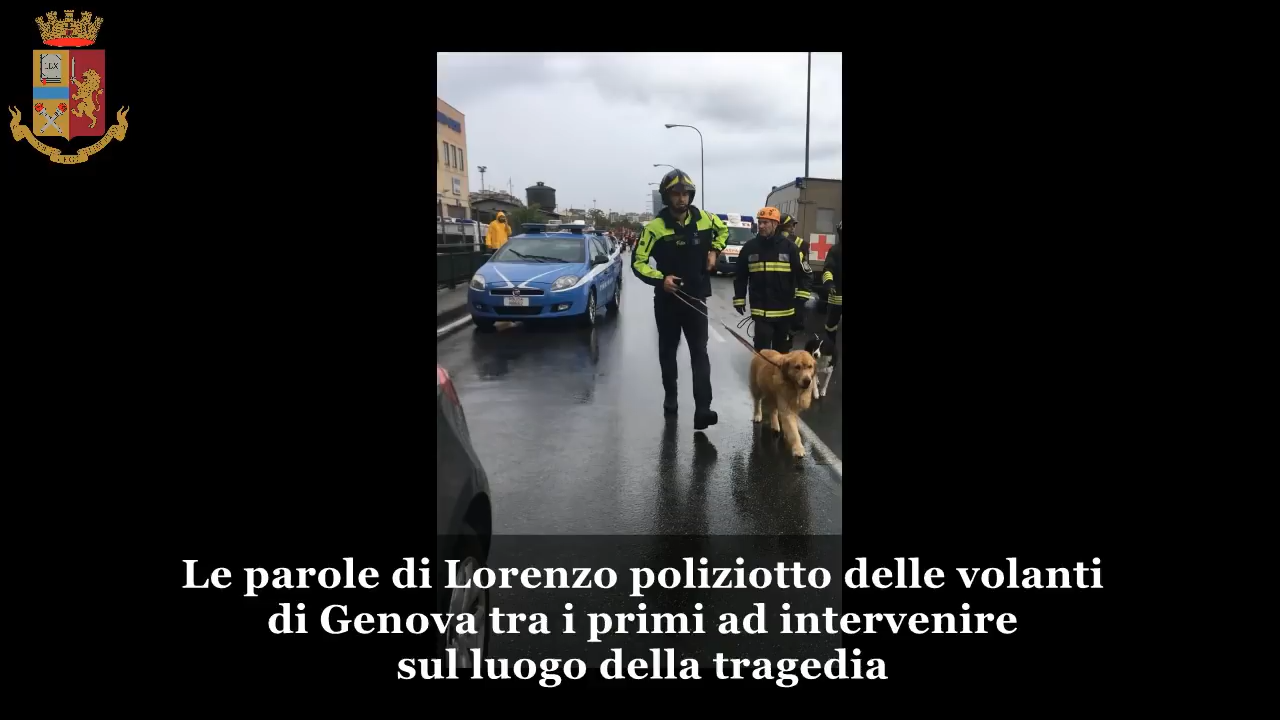 Le parole di Lorenzo poliziotto delle volanti
di Genova tra i primi ad intervenire
sul luogo della tragedia